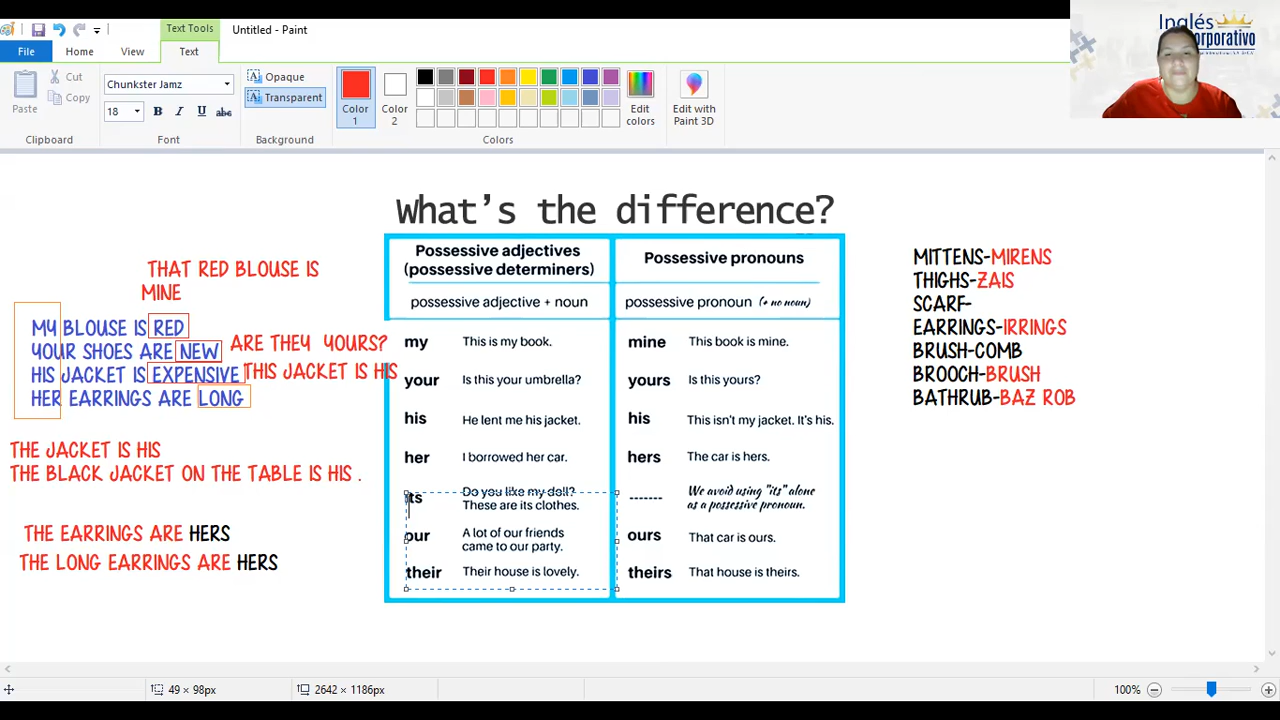 Text Tools
Untitled - Paint
File
Home
View
Text
Inglés
corporativo
Paste
Cut
Copy
Chunkster Jamz
18
B I U abc
Opaque
Transparent
Color 1
Color 2
Edit colors
Edit with Paint 3D
Clipboard
Font
Background
Colors
What's the difference?
Possessive adjectives
(possessive determiners)
Possessive pronouns
possessive adjective + noun
possessive pronoun (+ no noun)
my This is my book.
mine This book is mine.
your Is this your umbrella?
yours Is this yours?
his He lent me his jacket.
his This isn't my jacket. It's his.
her I borrowed her car.
hers The car is hers.
its Do you like my doll?
These are its clothes.
------- We avoid using "its" alone
as a possessive pronoun.
our A lot of our friends
came to our party.
ours That car is ours.
their Their house is lovely.
theirs That house is theirs.
THAT RED BLOUSE IS
MINE
MY BLOUSE IS RED
YOUR SHOES ARE NEW
ARE THEY YOURS?
HIS JACKET IS EXPENSIVE
THIS JACKET IS HIS
HER EARRINGS ARE LONG
THE JACKET IS HIS
THE BLACK JACKET ON THE TABLE IS HIS .
THE EARRINGS ARE HERS
THE LONG EARRINGS ARE HERS
MITTENS-MIRENS
THIGHS-ZAIS
SCARF-
EARRINGS-IRRINGS
BRUSH-COMB
BROOCH-BRUSH
BATHRUB-BAZ ROB
49 × 98px
2642 × 1186px
100%